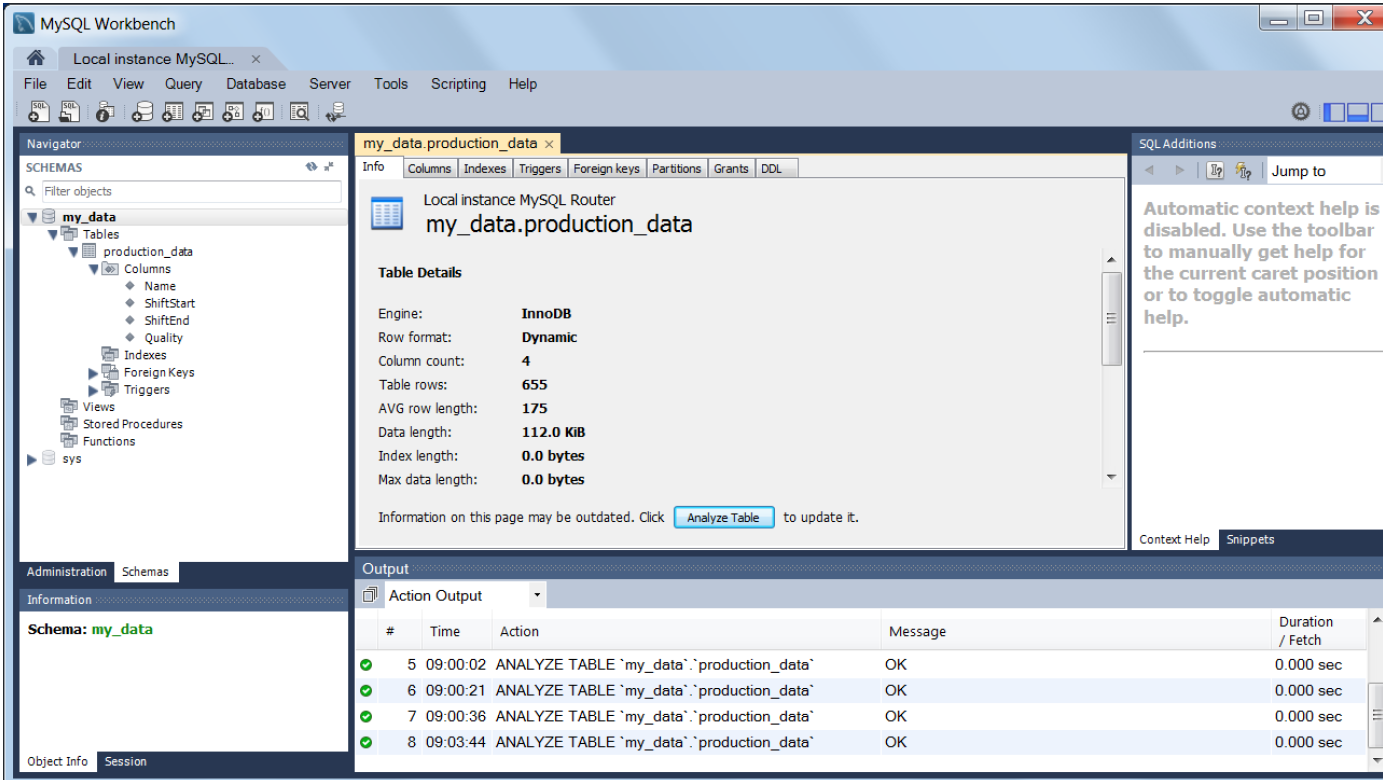 MySQL Workbench
Local instance MySQL...
File Edit View Query Database Server Tools Scripting Help
Navigator
SCHEMAS
Filter objects
my_data
Tables
production_data
Columns
Name
ShiftStart
ShiftEnd
Quality
Indexes
Foreign Keys
Triggers
Views
Stored Procedures
Functions
sys
Administration Schemas
Information
Schema: my_data
Object Info Session
my_data.production_data
Info Columns Indexes Triggers Foreign keys Partitions Grants DDL
Local instance MySQL Router
my_data.production_data
Table Details
Engine: InnoDB
Row format: Dynamic
Column count: 4
Table rows: 655
AVG row length: 175
Data length: 112.0 KiB
Index length: 0.0 bytes
Max data length: 0.0 bytes
Information on this page may be outdated. Click Analyze Table to update it.
SQL Additions
Jump to
Automatic context help is
disabled. Use the toolbar
to manually get help for
the current caret position
or to toggle automatic
help.
Context Help Snippets
Output
Action Output
# Time Action Message Duration / Fetch
5 09:00:02 ANALYZE TABLE `my_data`.`production_data` OK 0.000 sec
6 09:00:21 ANALYZE TABLE `my_data`.`production_data` OK 0.000 sec
7 09:00:36 ANALYZE TABLE `my_data`.`production_data` OK 0.000 sec
8 09:03:44 ANALYZE TABLE `my_data`.`production_data` OK 0.000 sec